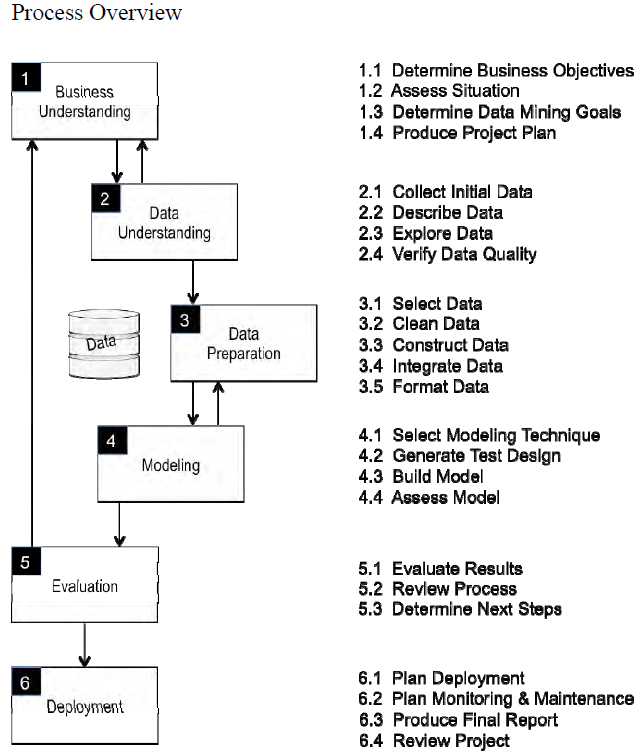 Process Overview
1
Business
Understanding
1.1 Determine Business Objectives
1.2 Assess Situation
1.3 Determine Data Mining Goals
1.4 Produce Project Plan
2
Data
Understanding
2.1 Collect Initial Data
2.2 Describe Data
2.3 Explore Data
2.4 Verify Data Quality
Data
3
Data
Preparation
3.1 Select Data
3.2 Clean Data
3.3 Construct Data
3.4 Integrate Data
3.5 Format Data
4
Modeling
4.1 Select Modeling Technique
4.2 Generate Test Design
4.3 Build Model
4.4 Assess Model
5
Evaluation
5.1 Evaluate Results
5.2 Review Process
5.3 Determine Next Steps
6
Deployment
6.1 Plan Deployment
6.2 Plan Monitoring & Maintenance
6.3 Produce Final Report
6.4 Review Project